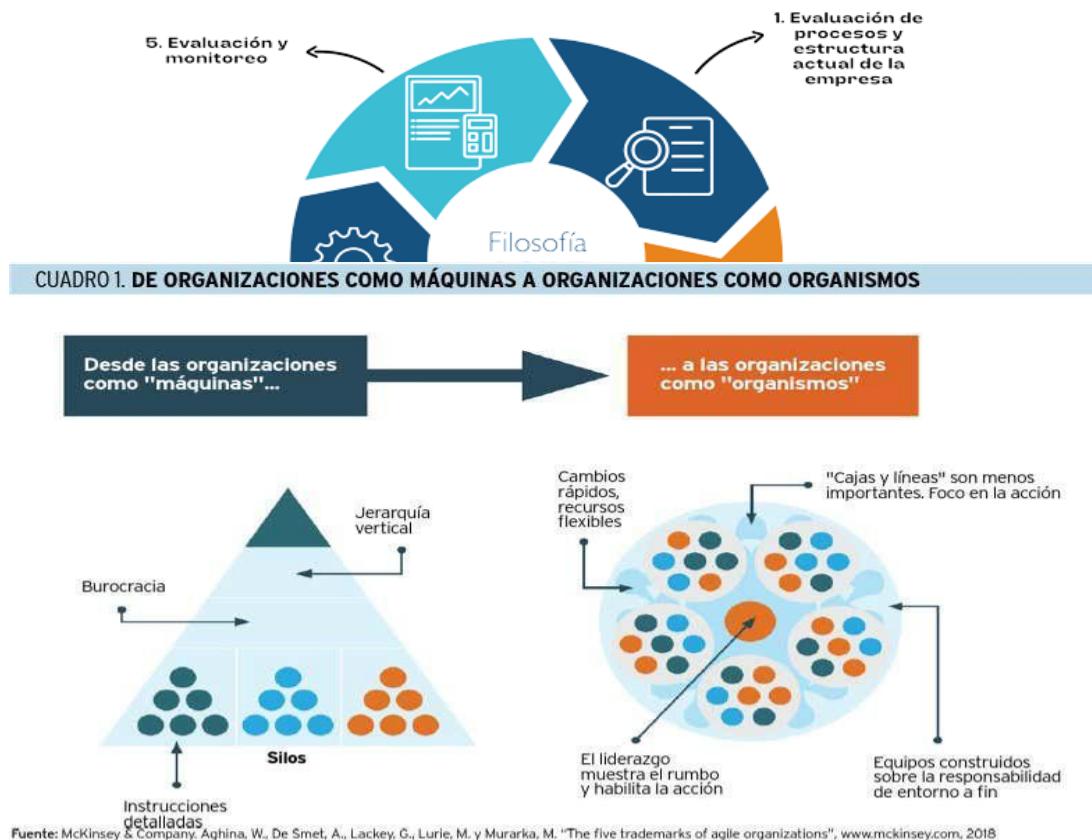 5. Evaluación y
monitoreo
1. Evaluación de
procesos y
estructura
actual de la
empresa
Filosofía
CUADRO 1. DE ORGANIZACIONES COMO MÁQUINAS A ORGANIZACIONES COMO ORGANISMOS
Desde las organizaciones
como "máquinas"...
... a las organizaciones
como "organismos"
Jerarquía
vertical
Burocracia
Silos
Instrucciones
detalladas
Cambios
rápidos,
recursos
flexibles
"Cajas y líneas" son menos
importantes. Foco en la acción
El liderazgo
muestra el rumbo
y habilita la acción
Equipos construidos
sobre la responsabilidad
de entorno a fin
Fuente: McKinsey & Company. Aghina, W., De Smet, A., Lackey, G., Lurie, M. y Murarka, M. "The five trademarks of agile organizations", www.mckinsey.com, 2018